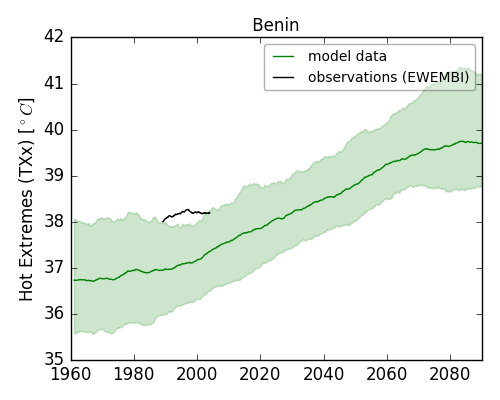 Benin
42
41
40
39
38
37
36
35
Hot Extremes (TXx) [°C]
model data
observations (EWEMBI)
1960 1980 2000 2020 2040 2060 2080